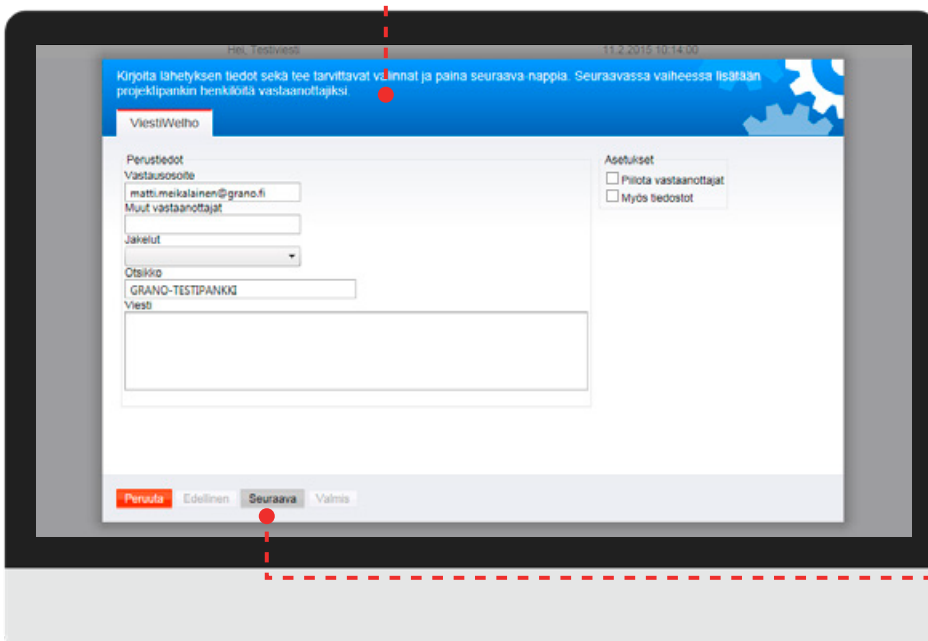 Hei, Testiviesti 11.2.2015 10:14:00
Kirjoita lähetyksen tiedot sekä tee tarvittavat valinnat ja paina seuraava-nappia. Seuraavassa vaiheessa lisätään
projektipankin henkilöitä vastaanottajiksi.
ViestiWelho
Perustiedot
Vastausosoite
matti.meikalainen@grano.fi
Muut vastaanottajat
Jakelut
Otsikko
GRANO-TESTIPANKKI
Viesti
Asetukset
Piilota vastaanottajat
Myös tiedostot
Peruuta Edellinen Seuraava Valmis